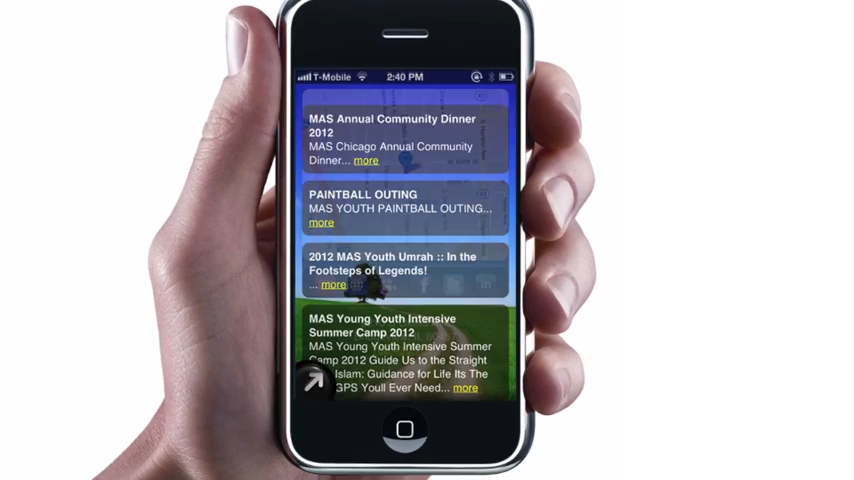 T-Mobile 2:40 PM
MAS Annual Community Dinner
2012
MAS Chicago Annual Community
Dinner... more
PAINTBALL OUTING
MAS YOUTH PAINTBALL OUTING...
more
2012 MAS Youth Umrah :: In the
Footsteps of Legends!
... more
MAS Young Youth Intensive
Summer Camp 2012
MAS Young Youth Intensive Summer
Camp 2012 Guide Us to the Straight
Islam: Guidance for Life Its The
GPS Youll Ever Need... more